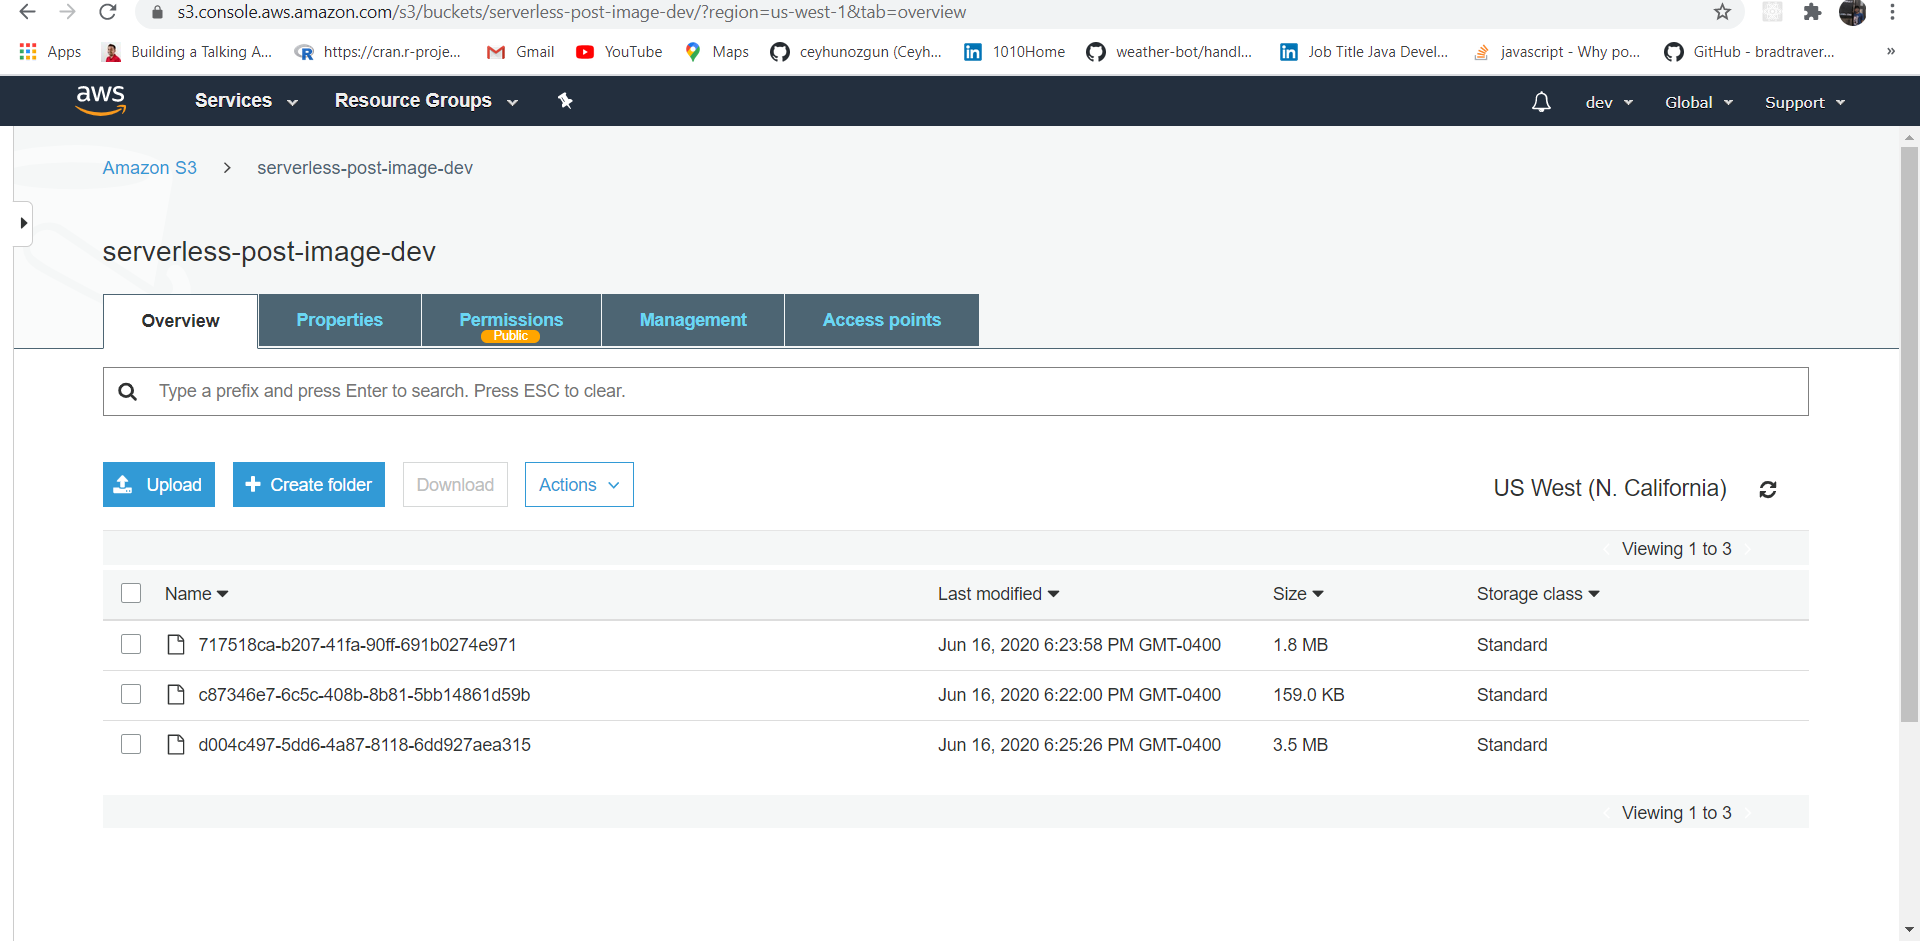 s3.console.aws.amazon.com/s3/buckets/serverless-post-image-dev/?region=us-west-1&tab=overview
Apps Building a Talking A... https://cran.r-proje... Gmail YouTube Maps ceyhunozgun (Ceyh... 1010Home weather-bot/handl... Job Title Java Devel... javascript - Why po... GitHub - bradtraver... »
aws Services Resource Groups dev Global Support
Amazon S3 > serverless-post-image-dev
serverless-post-image-dev
Overview Properties Permissions Management Access points
Public
Type a prefix and press Enter to search. Press ESC to clear.
Upload Create folder Download Actions US West (N. California)
Viewing 1 to 3
Name Last modified Size Storage class
717518ca-b207-41fa-90ff-691b0274e971 Jun 16, 2020 6:23:58 PM GMT-0400 1.8 MB Standard
c87346e7-6c5c-408b-8b81-5bb14861d59b Jun 16, 2020 6:22:00 PM GMT-0400 159.0 KB Standard
d004c497-5dd6-4a87-8118-6dd927aea315 Jun 16, 2020 6:25:26 PM GMT-0400 3.5 MB Standard
Viewing 1 to 3